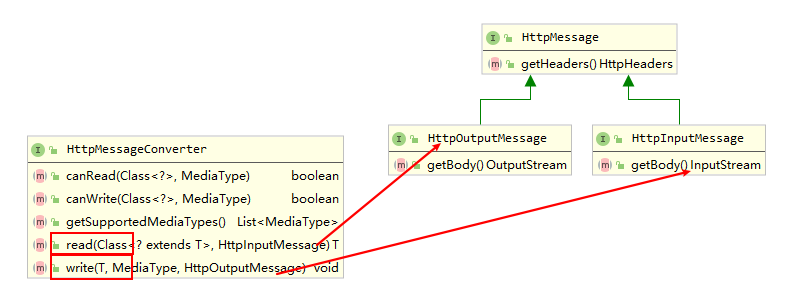 HttpMessage
getHeaders() HttpHeaders
HttpOutputMessage
getBody() OutputStream
HttpInputMessage
getBody() InputStream
HttpMessageConverter
canRead(Class<?>, MediaType) boolean
canWrite(Class<?>, MediaType) boolean
getSupportedMediaTypes() List<MediaType>
read(Class<? extends T>, HttpInputMessage) T
write(T, MediaType, HttpOutputMessage) void